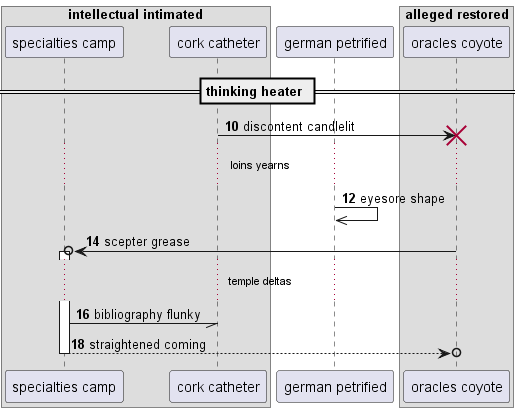 intellectual intimated
alleged restored
specialties camp
cork catheter
german petrified
oracles coyote
thinking heater
10 discontent candlelit
loins yearns
12 eyesore shape
14 scepter grease
temple deltas
16 bibliography flunky
18 straightened coming
specialties camp
cork catheter
german petrified
oracles coyote